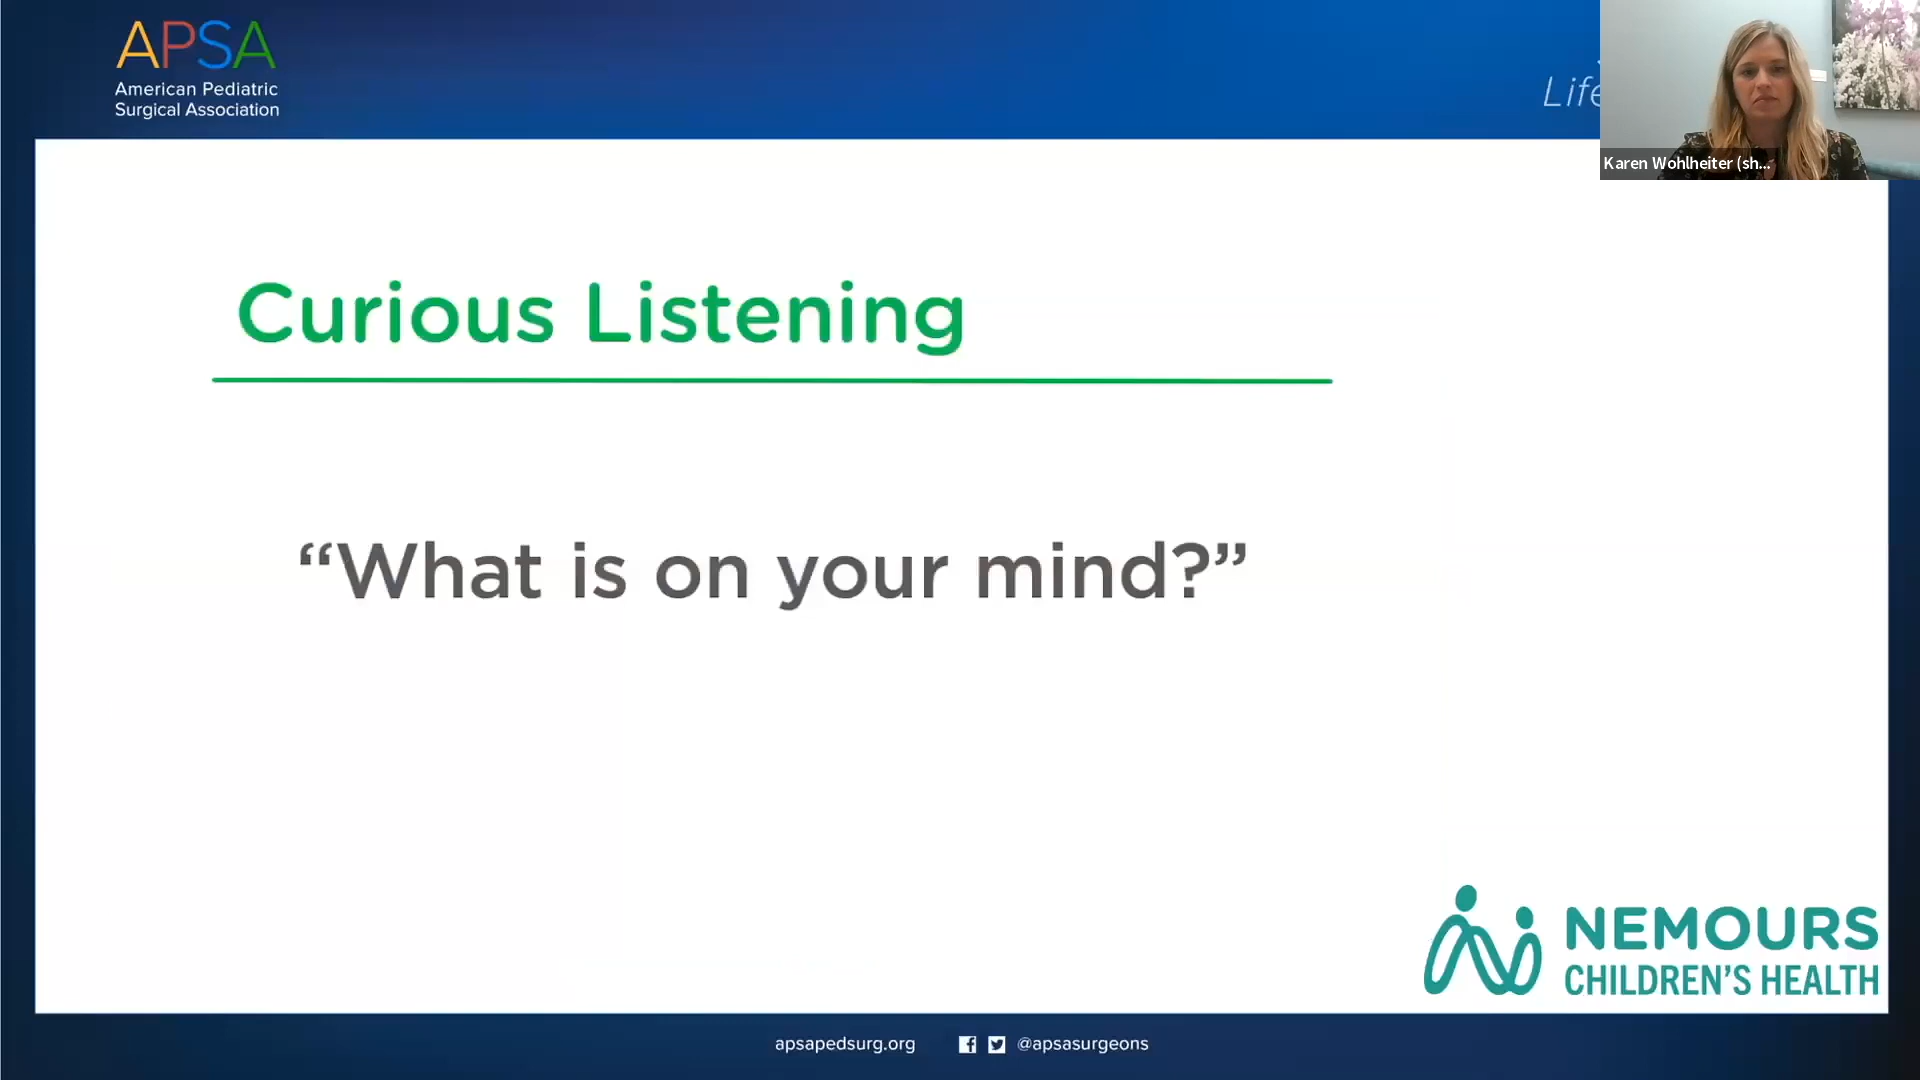 APSA
American Pediatric
Surgical Association
Life
Karen Wohlheiter (sh...
Curious Listening
“What is on your mind?”
NEMOURS
CHILDREN'S HEALTH
apsapedsurg.org
@apsasurgeons